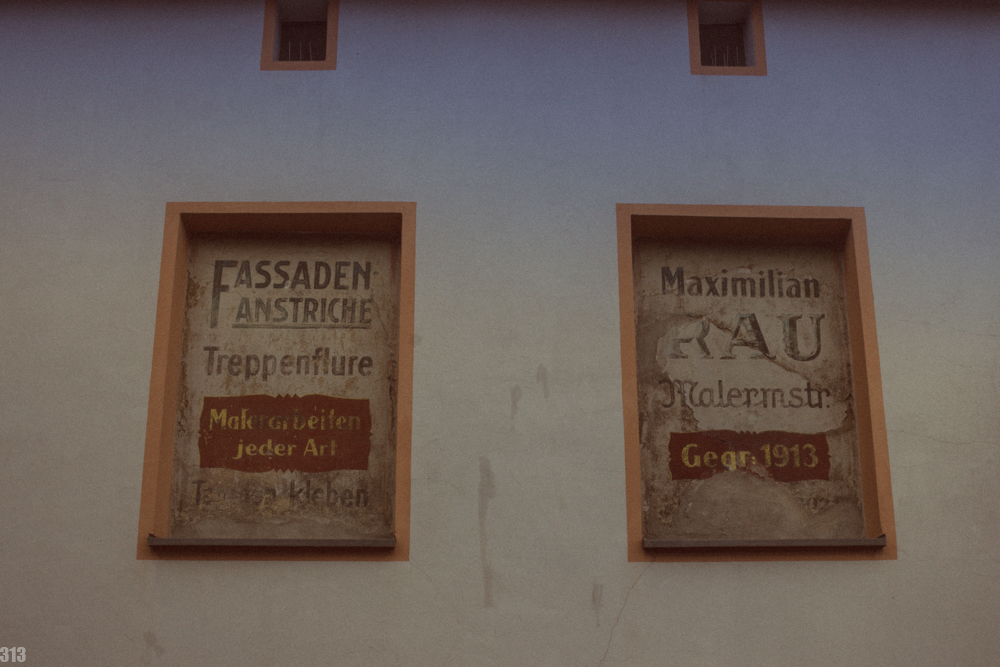 FASSADEN-
ANSTRICHE
Treppenflure
Malerarbeiten
jeder Art
kleben
Maximilian
RAU
Malermstr.
Gegr. 1913
313